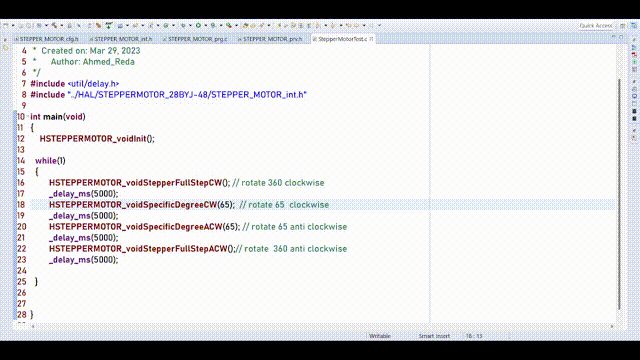 Quick Access
STEPPER_MOTOR_cfg.h
STEPPER_MOTOR_int.h
STEPPER_MOTOR_prg.c
STEPPER_MOTOR_prv.h
StepperMotorTest.c
4 * Created on: Mar 29, 2023
5 * Author: Ahmed_Reda
6 */
7 #include <util/delay.h>
8 #include "../HAL/STEPPERMOTOR_28BYJ-48/STEPPER_MOTOR_int.h"
9
10 int main(void)
11 {
12 HSTEPPERMOTOR_voidInit();
13
14 while(1)
15 {
16 HSTEPPERMOTOR_voidStepperFullStepCW(); // rotate 360 clockwise
17 _delay_ms(5000);
18 HSTEPPERMOTOR_voidSpecificDegreeCW(65); // rotate 65 clockwise
19 _delay_ms(5000);
20 HSTEPPERMOTOR_voidSpecificDegreeACW(65); // rotate 65 anti clockwise
21 _delay_ms(5000);
22 HSTEPPERMOTOR_voidStepperFullStepACW();// rotate 360 anti clockwise
23 _delay_ms(5000);
24
25 }
26
27
28 }
Writable Smart Insert 18 : 13